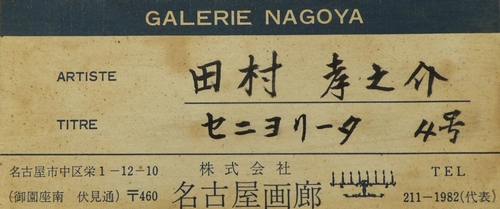 GALERIE NAGOYA
ARTISTE 田村 孝之介
TITRE セニヨリータ 4号
名古屋市中区栄1-12-10 株式会社 TEL
(御園座南 伏見通) 〒460 名古屋画廊 211-1982(代表)